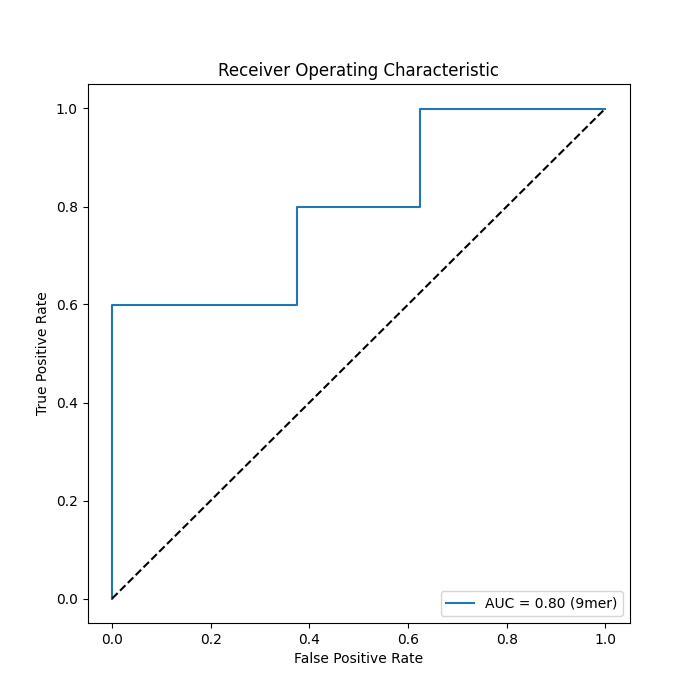 Receiver Operating Characteristic
True Positive Rate
1.0
0.8
0.6
0.4
0.2
0.0
AUC = 0.80 (9mer)
0.0 0.2 0.4 0.6 0.8 1.0
False Positive Rate